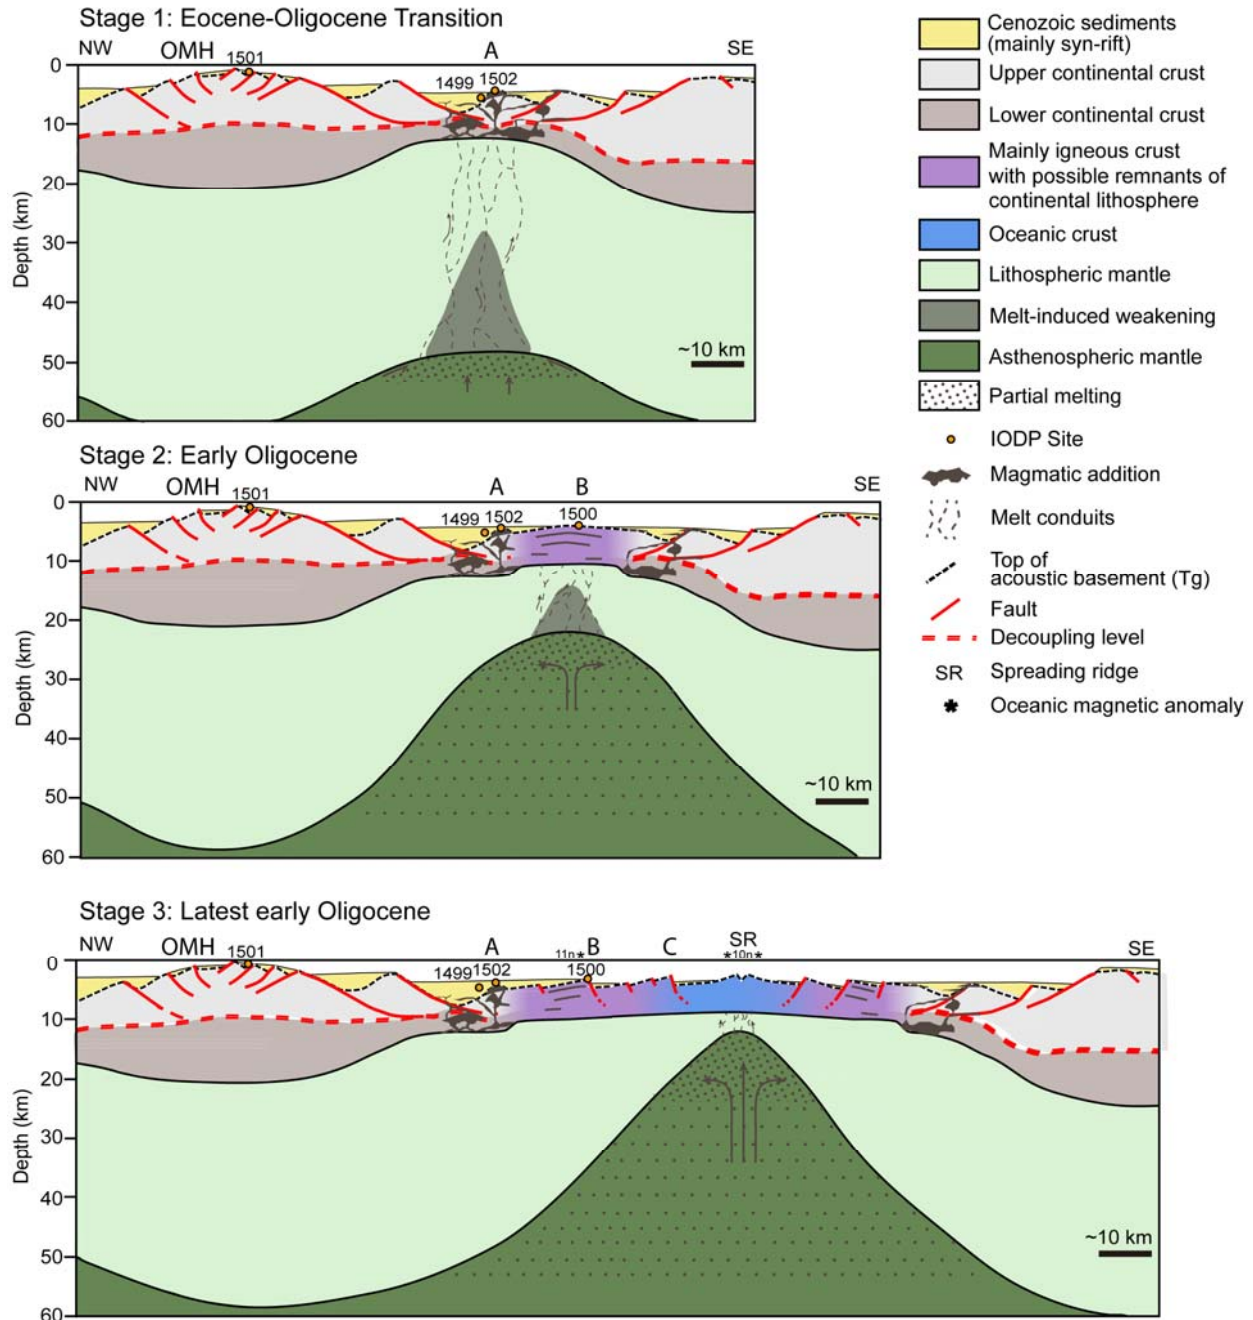 Stage 1: Eocene-Oligocene Transition
NW OMH A SE
1501
1499 1502
0
10
20
30
40
50
60
Depth (km)
~10 km
Stage 2: Early Oligocene
NW OMH A B SE
1501
1499 1502 1500
0
10
20
30
40
50
60
Depth (km)
~10 km
Stage 3: Latest early Oligocene
NW OMH A 11n* B C SR SE
*10n*
1501
1499 1502 1500
0
10
20
30
40
50
60
Depth (km)
~10 km
Cenozoic sediments
(mainly syn-rift)
Upper continental crust
Lower continental crust
Mainly igneous crust
with possible remnants of
continental lithosphere
Oceanic crust
Lithospheric mantle
Melt-induced weakening
Asthenospheric mantle
Partial melting
IODP Site
Magmatic addition
Melt conduits
Top of
acoustic basement (Tg)
Fault
Decoupling level
SR Spreading ridge
* Oceanic magnetic anomaly